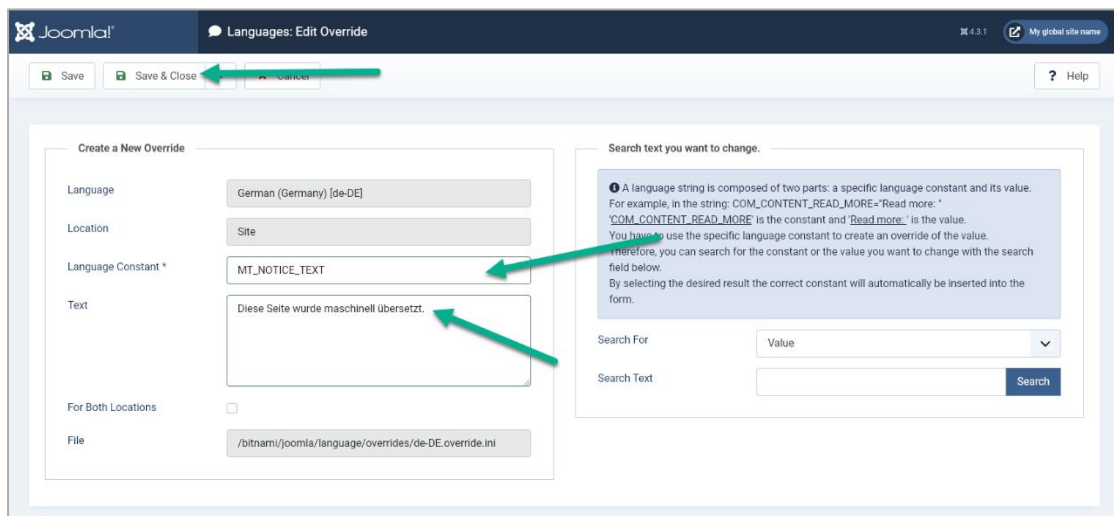 Joomla!®
Languages: Edit Override
4.3.1
My global site name
Save
Save & Close
Cancel
? Help
Create a New Override
Language
German (Germany) [de-DE]
Location
Site
Language Constant *
MT_NOTICE_TEXT
Text
Diese Seite wurde maschinell übersetzt.
For Both Locations
File
/bitnami/joomla/language/overrides/de-DE.override.ini
Search text you want to change.
A language string is composed of two parts: a specific language constant and its value.
For example, in the string: COM_CONTENT_READ_MORE="Read more: "
'COM_CONTENT_READ_MORE' is the constant and 'Read more: ' is the value.
You have to use the specific language constant to create an override of the value.
Therefore, you can search for the constant or the value you want to change with the search
field below.
By selecting the desired result the correct constant will automatically be inserted into the
form.
Search For
Value
Search Text
Search